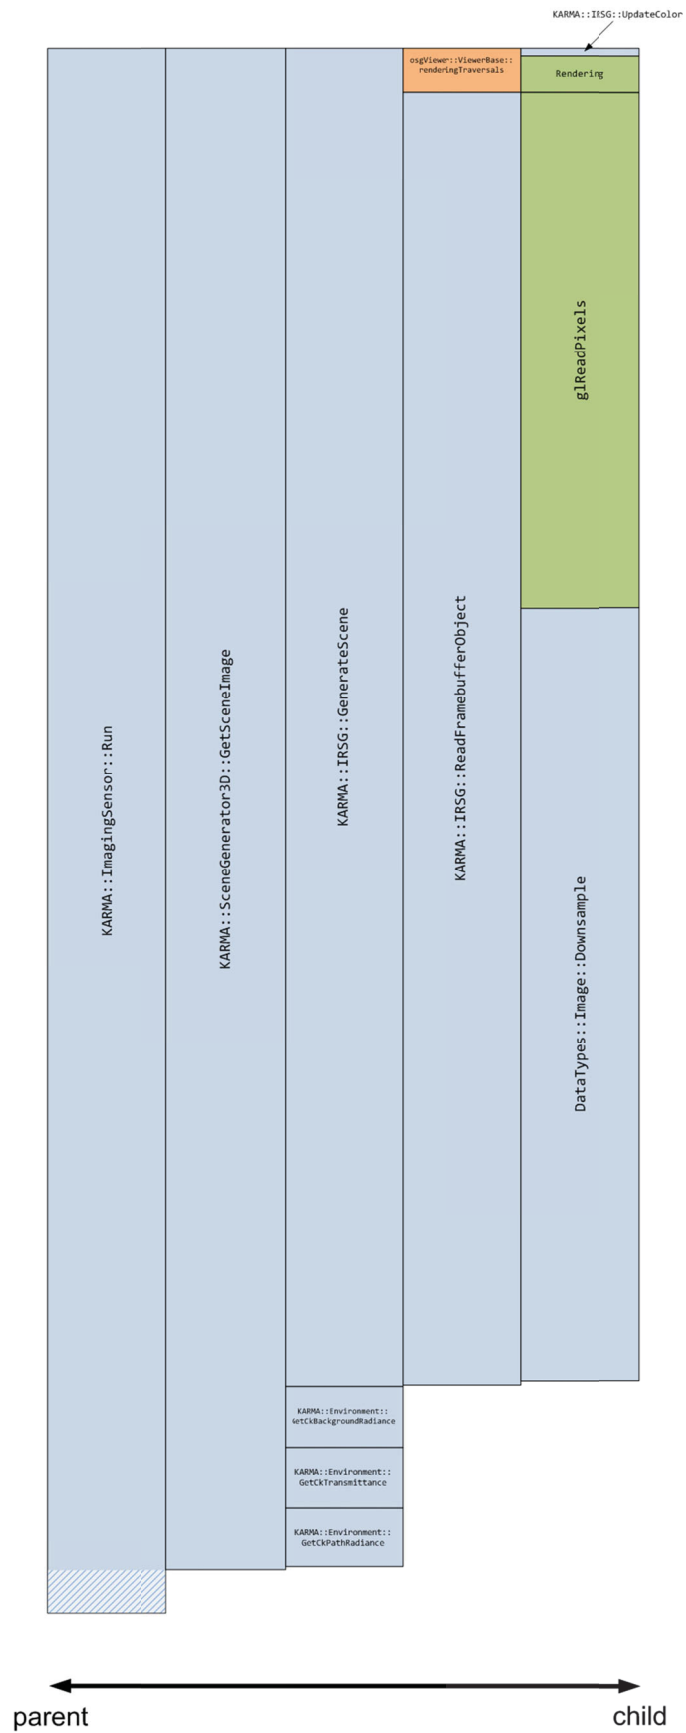 KARMA::IRSG::UpdateColor
osgViewer::ViewerBase::
renderingTraversals
Rendering
glReadPixels
KARMA::ImagingSensor::Run
KARMA::SceneGenerator3D::GetSceneImage
KARMA::IRSG::GenerateScene
KARMA::IRSG::ReadFramebufferObject
DataTypes::Image::Downsample
KARMA::Environment::
GetCkBackgroundRadiance
KARMA::Environment::
GetCkTransmittance
KARMA::Environment::
GetCkPathRadiance
parent
child